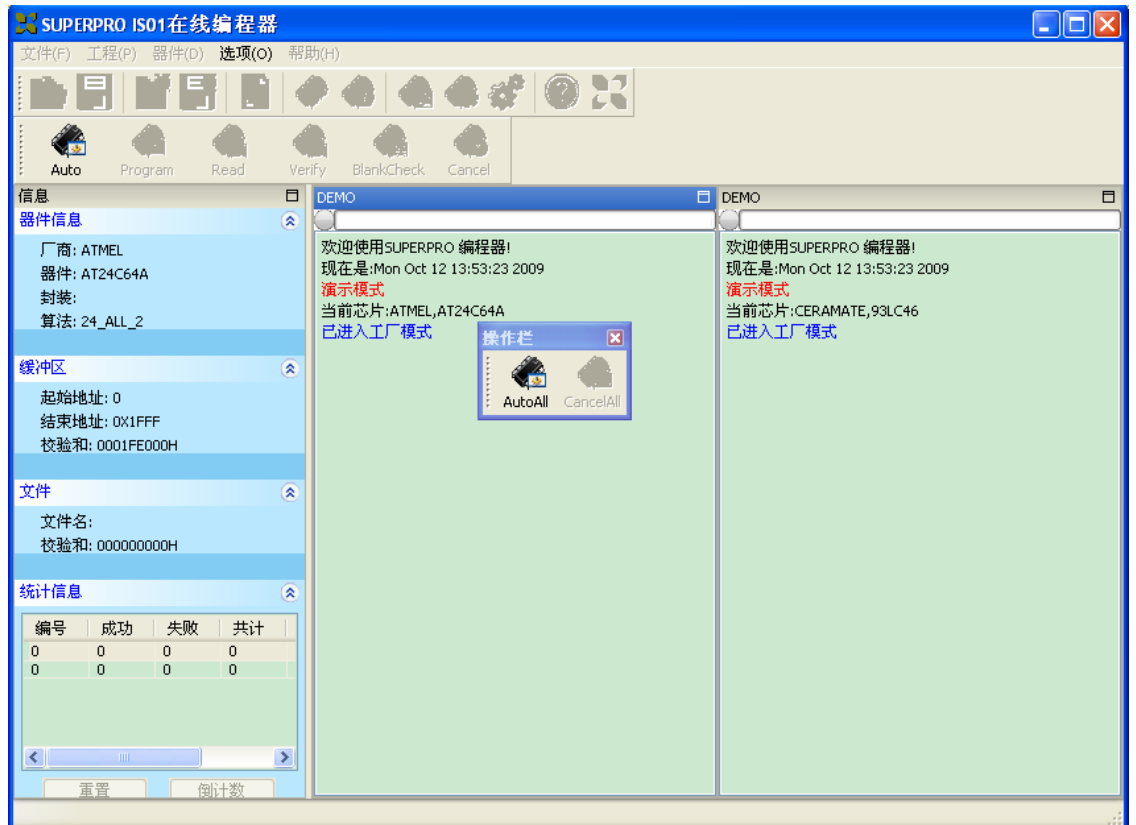 SUPERPRO IS01在线编程器
文件(F) 工程(P) 器件(D) 选项(O) 帮助(H)
Auto Program Read Verify BlankCheck Cancel
信息
器件信息
厂商: ATMEL
器件: AT24C64A
封装:
算法: 24_ALL_2
缓冲区
起始地址: 0
结束地址: 0X1FFF
校验和: 0001FE000H
文件
文件名:
校验和: 000000000H
统计信息
编号 成功 失败 共计
0 0 0 0
0 0 0 0
重置 倒计数
DEMO
欢迎使用SUPERPRO 编程器!
现在是:Mon Oct 12 13:53:23 2009
演示模式
当前芯片:ATMEL,AT24C64A
已进入工厂模式
操作栏
AutoAll CancelAll
DEMO
欢迎使用SUPERPRO 编程器!
现在是:Mon Oct 12 13:53:23 2009
演示模式
当前芯片:CERAMATE,93LC46
已进入工厂模式